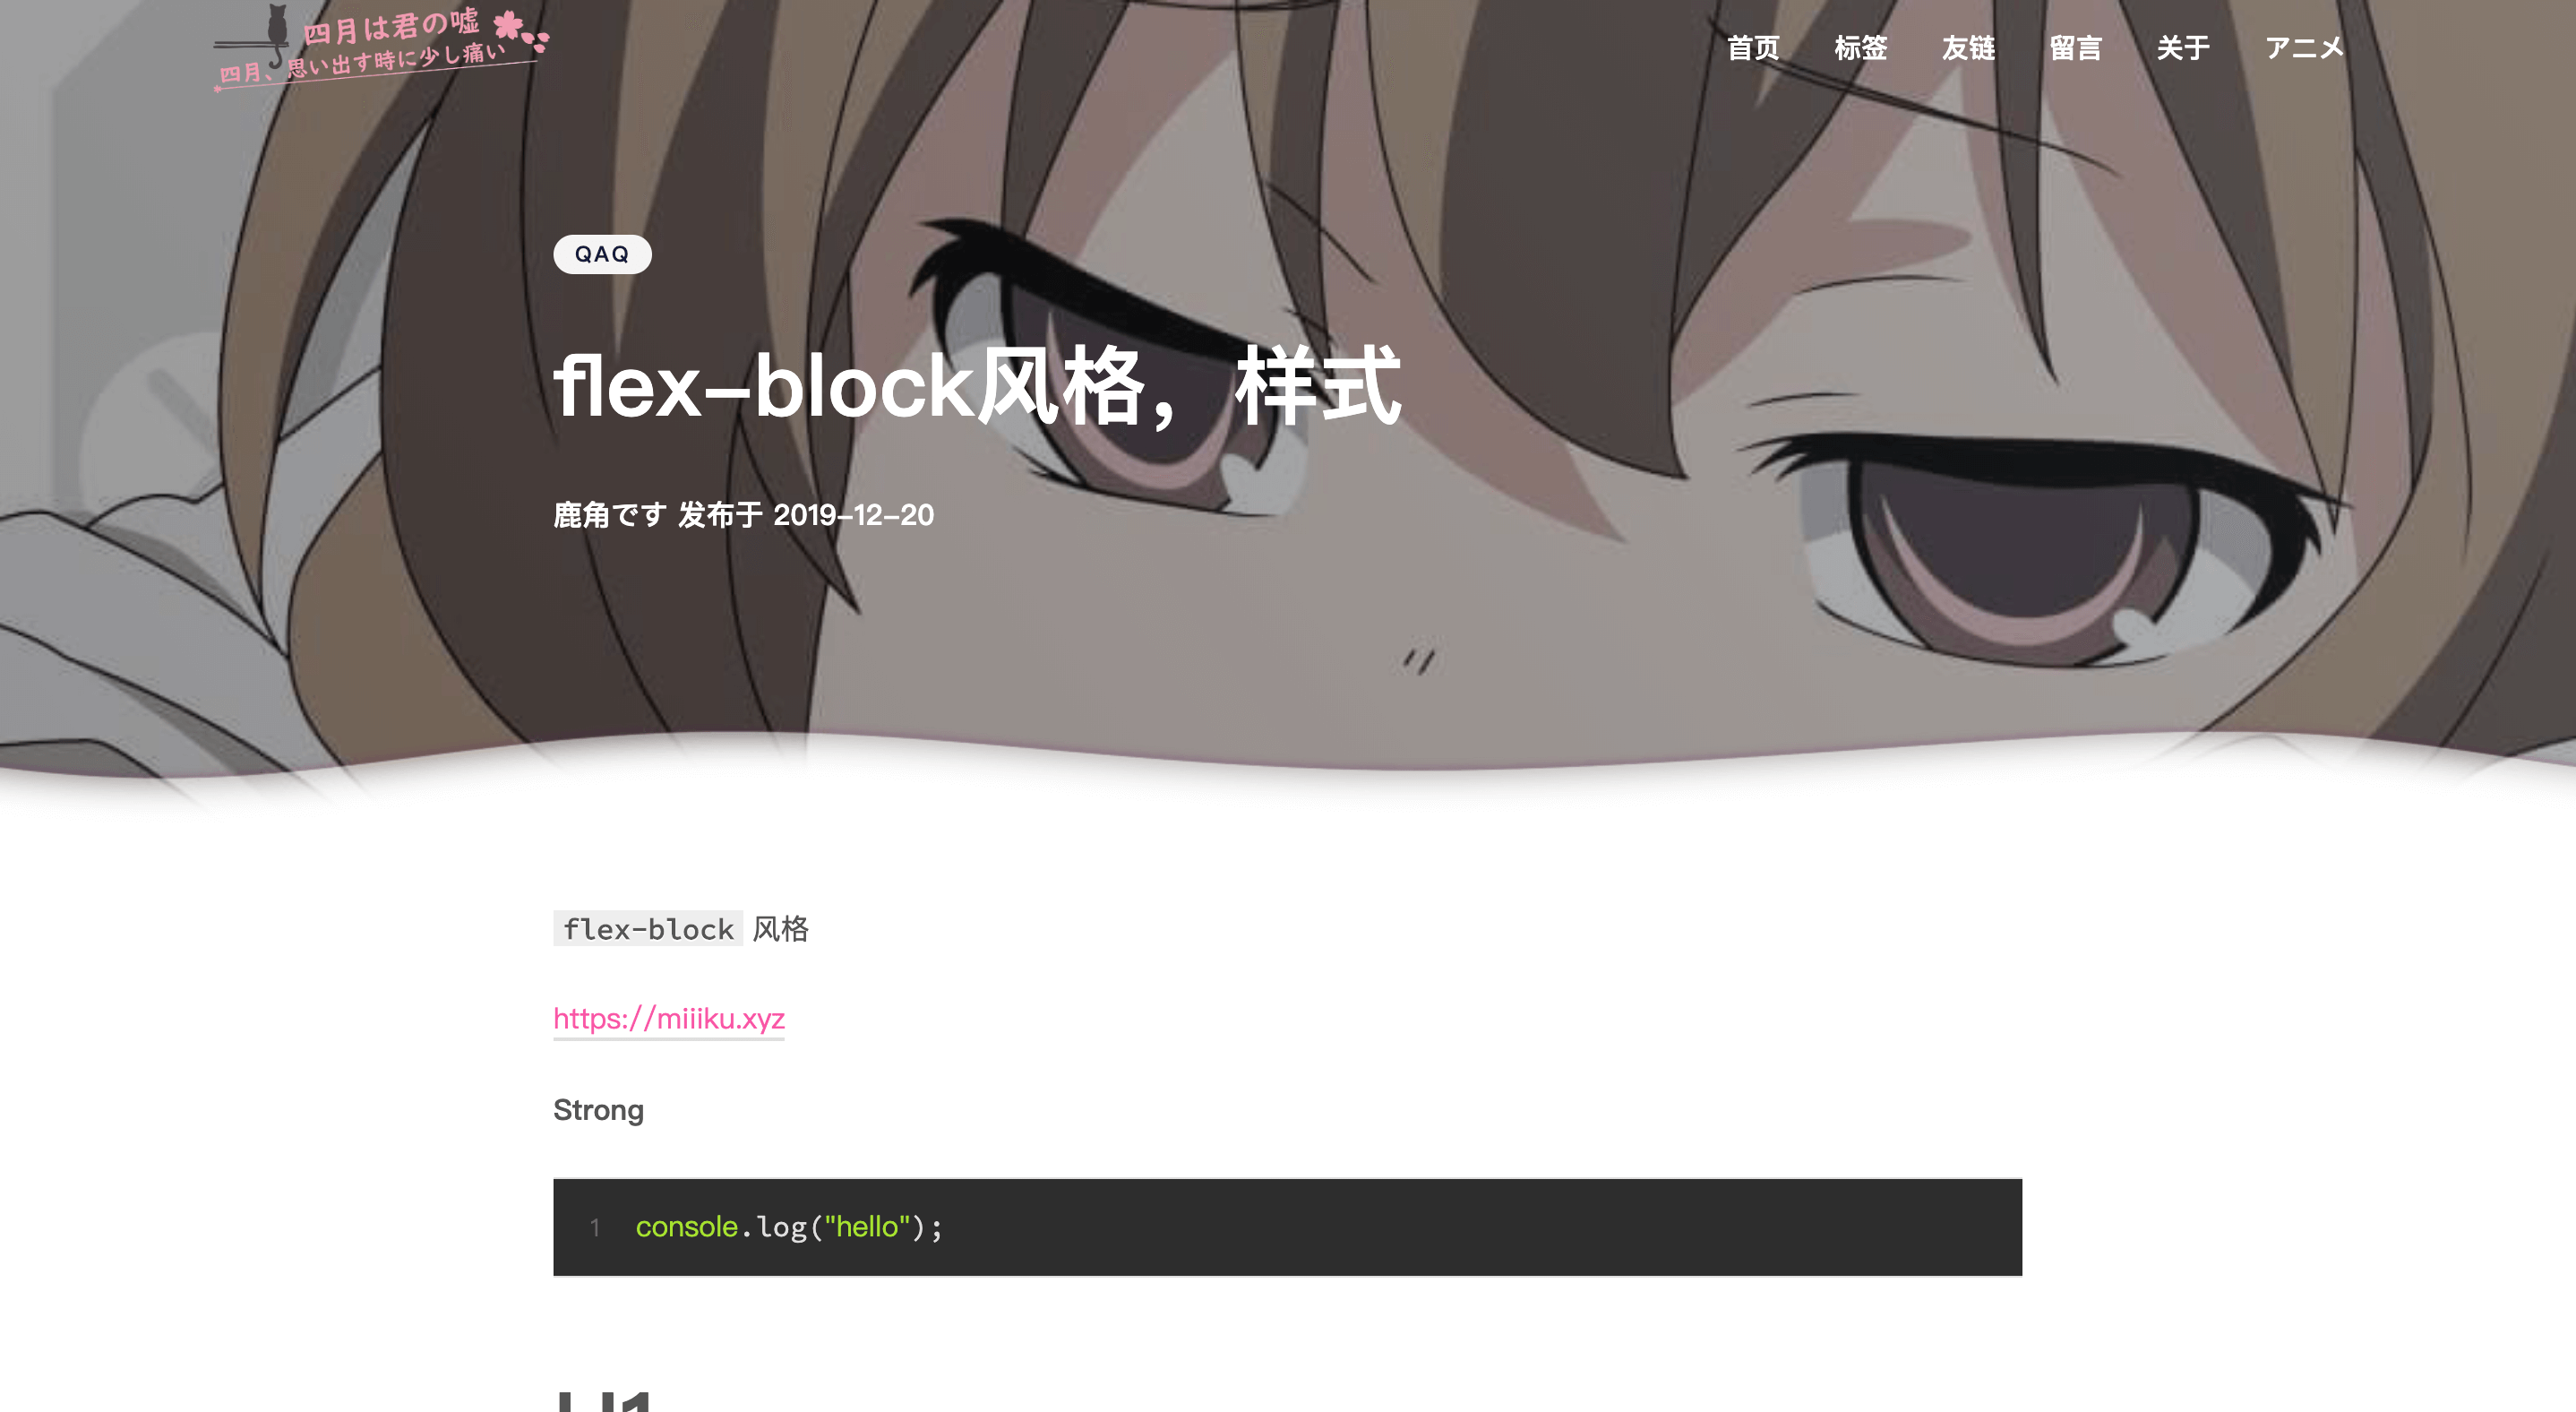 四月は君の嘘
四月、思い出す時に少し痛い
首页 标签 友链 留言 关于 アニメ
QAQ
flex-block风格，样式
鹿角です 发布于 2019-12-20
flex-block 风格
https://miiiku.xyz
Strong
1 console.log("hello");
H1